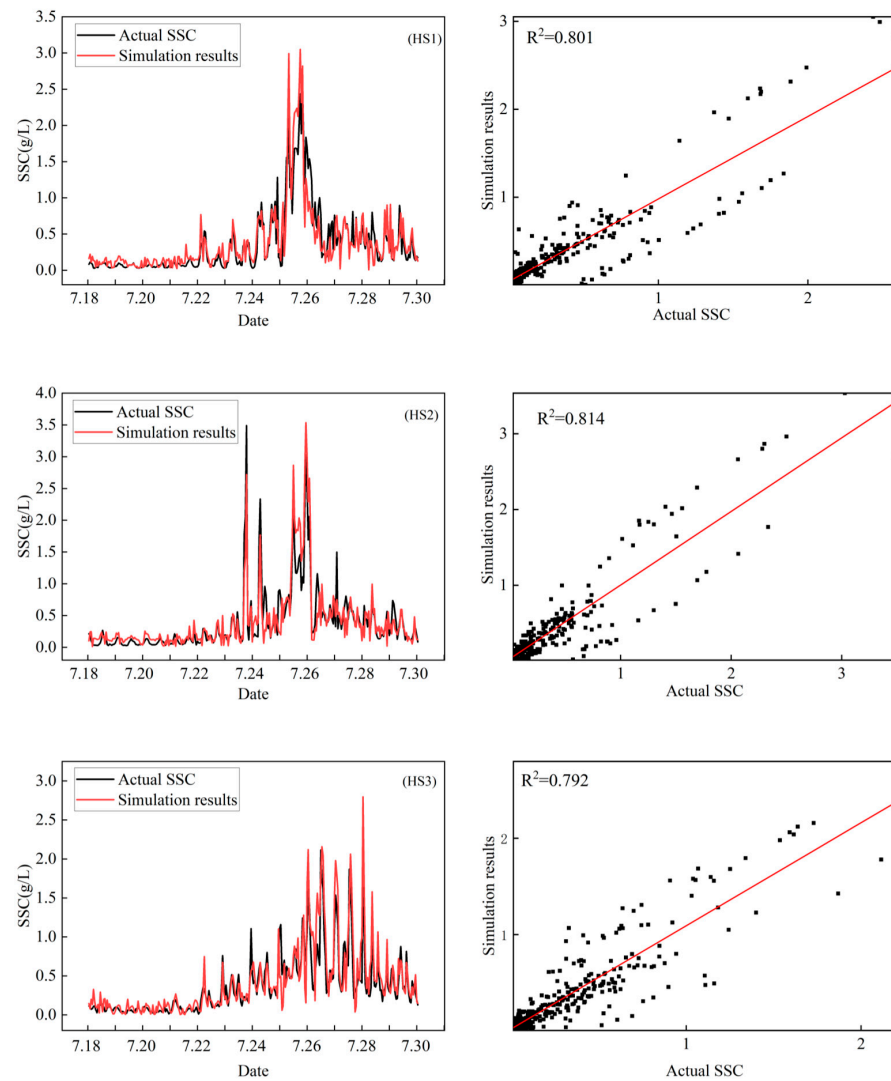 Actual SSC
Simulation results
(HS1)
3.5
3.0
2.5
2.0
1.5
1.0
0.5
0.0
SSC(g/L)
7.18 7.20 7.22 7.24 7.26 7.28 7.30
Date
R²=0.801
3
2
1
Simulation results
1 2
Actual SSC
Actual SSC
Simulation results
(HS2)
4.0
3.5
3.0
2.5
2.0
1.5
1.0
0.5
0.0
SSC(g/L)
7.18 7.20 7.22 7.24 7.26 7.28 7.30
Date
R²=0.814
3
2
1
Simulation results
1 2 3
Actual SSC
Actual SSC
Simulation results
(HS3)
3.0
2.5
2.0
1.5
1.0
0.5
0.0
SSC(g/L)
7.18 7.20 7.22 7.24 7.26 7.28 7.30
Date
R²=0.792
2
1
Simulation results
1 2
Actual SSC